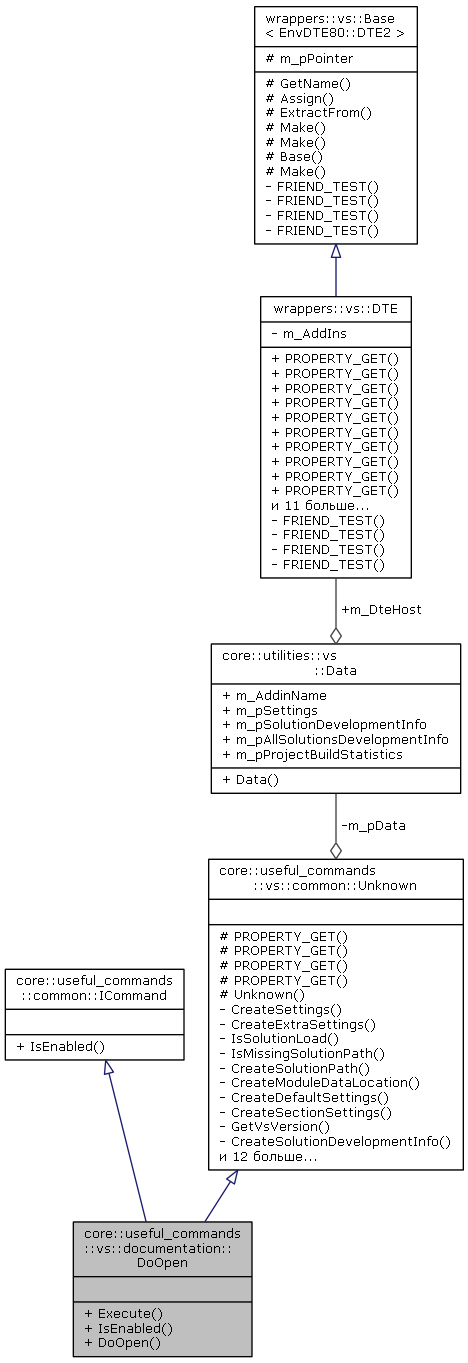 wrappers::vs::Base
< EnvDTE80::DTE2 >
# m_pPointer
# GetName()
# Assign()
# ExtractFrom()
# Make()
# Make()
# Base()
# Make()
- FRIEND_TEST()
- FRIEND_TEST()
- FRIEND_TEST()
- FRIEND_TEST()
wrappers::vs::DTE
- m_AddIns
+ PROPERTY_GET()
+ PROPERTY_GET()
+ PROPERTY_GET()
+ PROPERTY_GET()
+ PROPERTY_GET()
+ PROPERTY_GET()
+ PROPERTY_GET()
+ PROPERTY_GET()
+ PROPERTY_GET()
+ PROPERTY_GET()
и 11 больше...
- FRIEND_TEST()
- FRIEND_TEST()
- FRIEND_TEST()
- FRIEND_TEST()
+m_DteHost
core::utilities::vs
::Data
+ m_AddinName
+ m_pSettings
+ m_pSolutionDevelopmentInfo
+ m_pAllSolutionsDevelopmentInfo
+ m_pProjectBuildStatistics
+ Data()
-m_pData
core::useful_commands
::vs::common::Unknown
# PROPERTY_GET()
# PROPERTY_GET()
# PROPERTY_GET()
# PROPERTY_GET()
# Unknown()
- CreateSettings()
- CreateExtraSettings()
- IsSolutionLoad()
- IsMissingSolutionPath()
- CreateSolutionPath()
- CreateModuleDataLocation()
- CreateDefaultSettings()
- CreateSectionSettings()
- GetVsVersion()
- CreateSolutionDevelopmentInfo()
и 12 больше...
core::useful_commands
::common::ICommand
+ IsEnabled()
core::useful_commands
::vs::documentation::
DoOpen
+ Execute()
+ IsEnabled()
+ DoOpen()